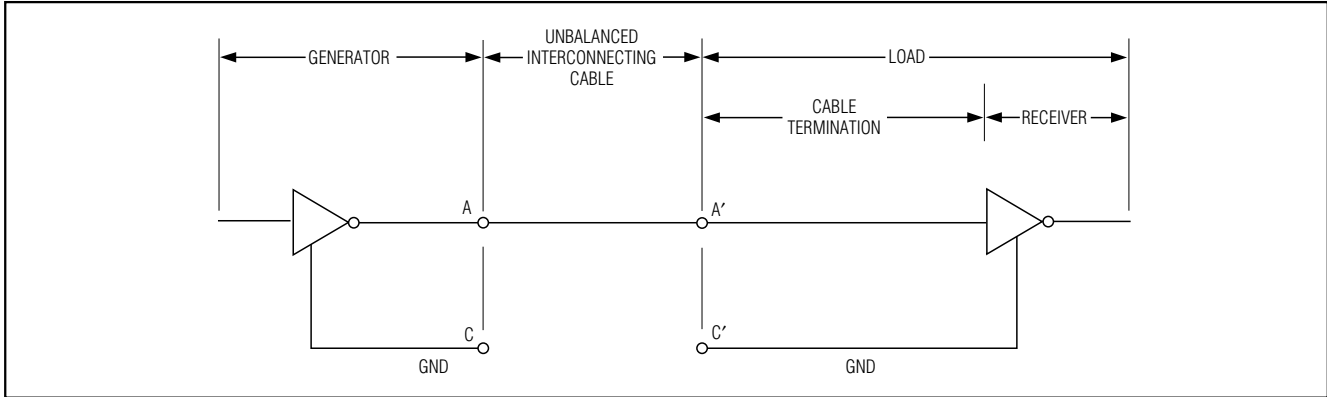 GENERATOR
UNBALANCED
INTERCONNECTING
CABLE
LOAD
CABLE
TERMINATION
RECEIVER
A
A′
C
C′
GND
GND